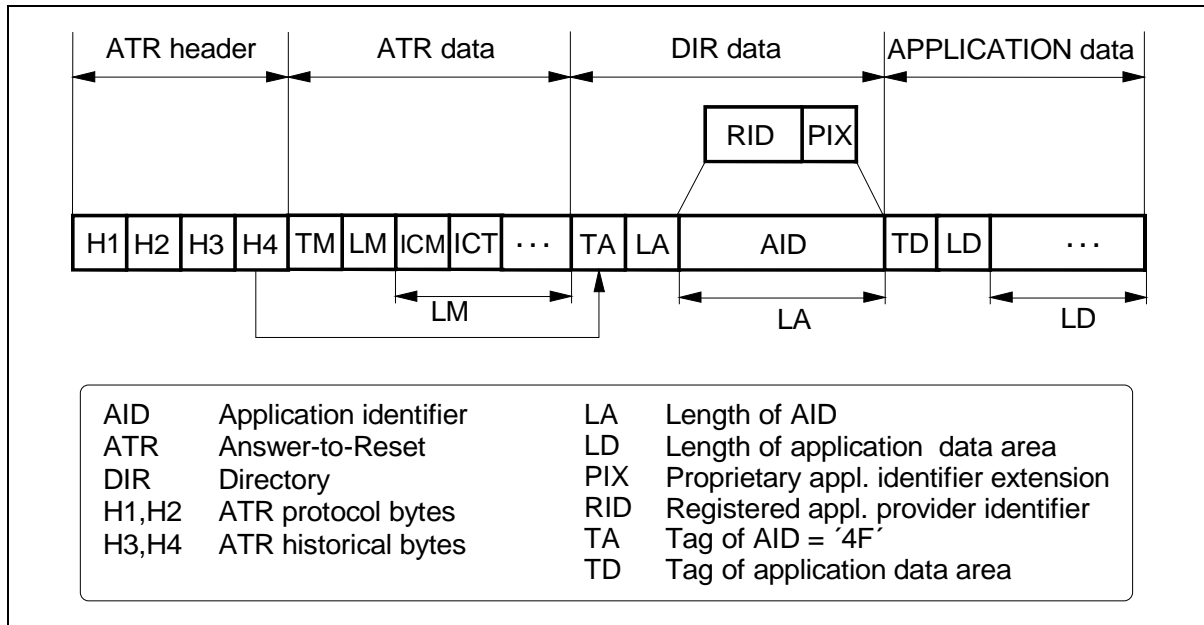 ATR header ATR data DIR data APPLICATION data
RID PIX
H1 H2 H3 H4 TM LM ICM ICT ··· TA LA AID TD LD ···
LM LA LD
AID Application identifier
ATR Answer-to-Reset
DIR Directory
H1,H2 ATR protocol bytes
H3,H4 ATR historical bytes
LA Length of AID
LD Length of application data area
PIX Proprietary appl. identifier extension
RID Registered appl. provider identifier
TA Tag of AID = ´4F´
TD Tag of application data area